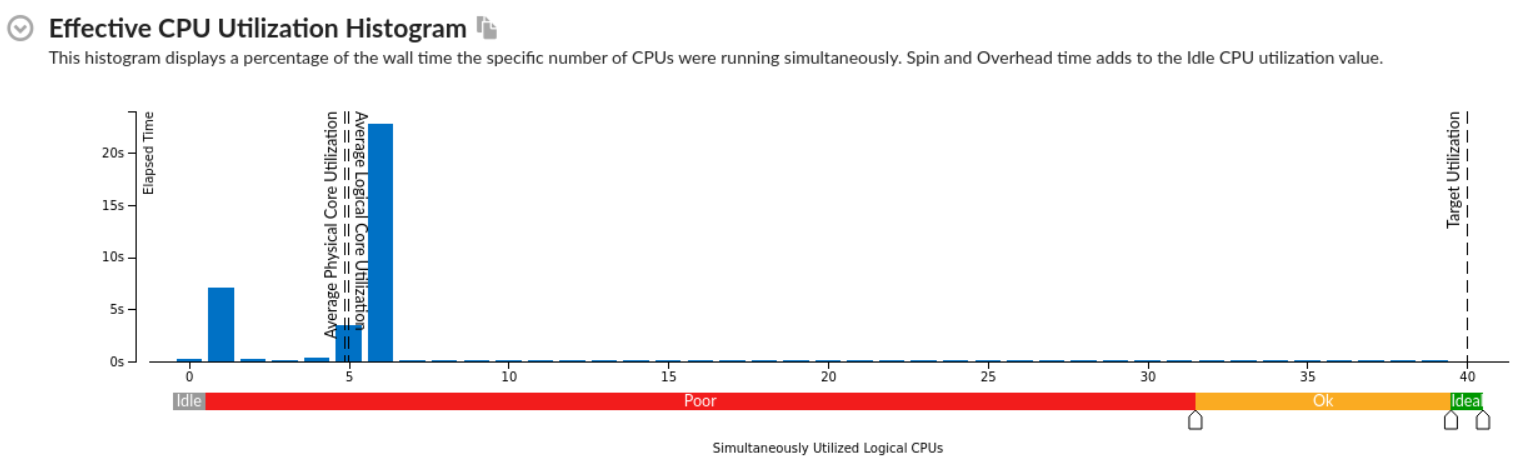 Effective CPU Utilization Histogram
This histogram displays a percentage of the wall time the specific number of CPUs were running simultaneously. Spin and Overhead time adds to the Idle CPU utilization value.
Elapsed Time
20s
15s
10s
5s
0s
Average Physical Core Utilization
Average Logical Core Utilization
Target Utilization
0 5 10 15 20 25 30 35 40
Idle Poor Ok Ideal
Simultaneously Utilized Logical CPUs